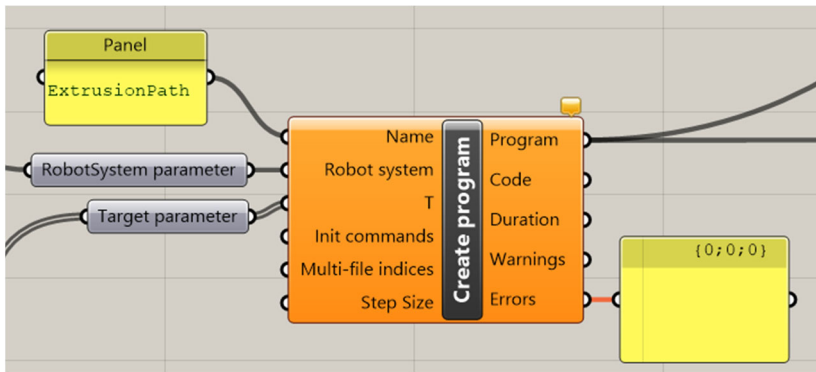 Panel
ExtrusionPath
RobotSystem parameter
Target parameter
Name
Robot system
T
Init commands
Multi-file indices
Step Size
Create program
Program
Code
Duration
Warnings
Errors
{0;0;0}